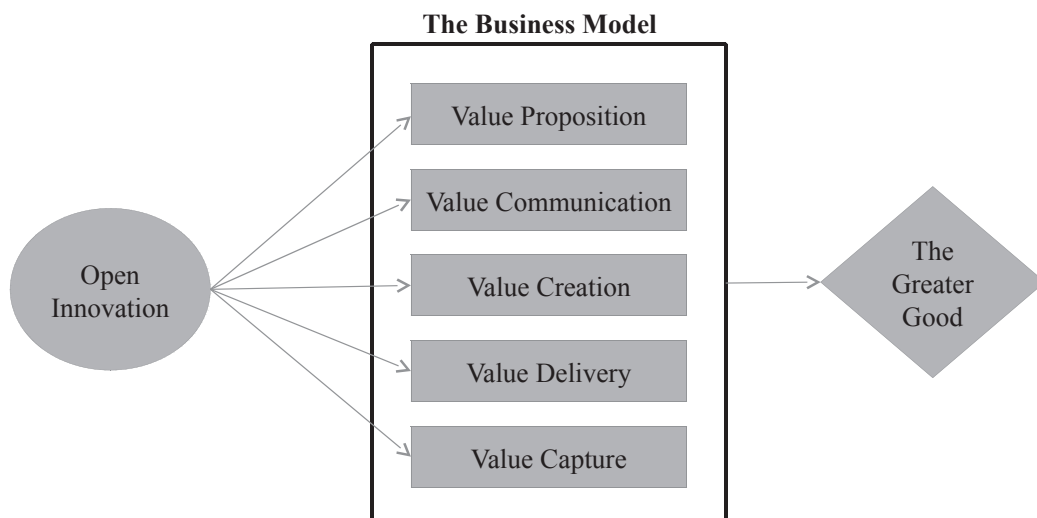 The Business Model
Value Proposition
Value Communication
Open
Innovation
Value Creation
The
Greater
Good
Value Delivery
Value Capture